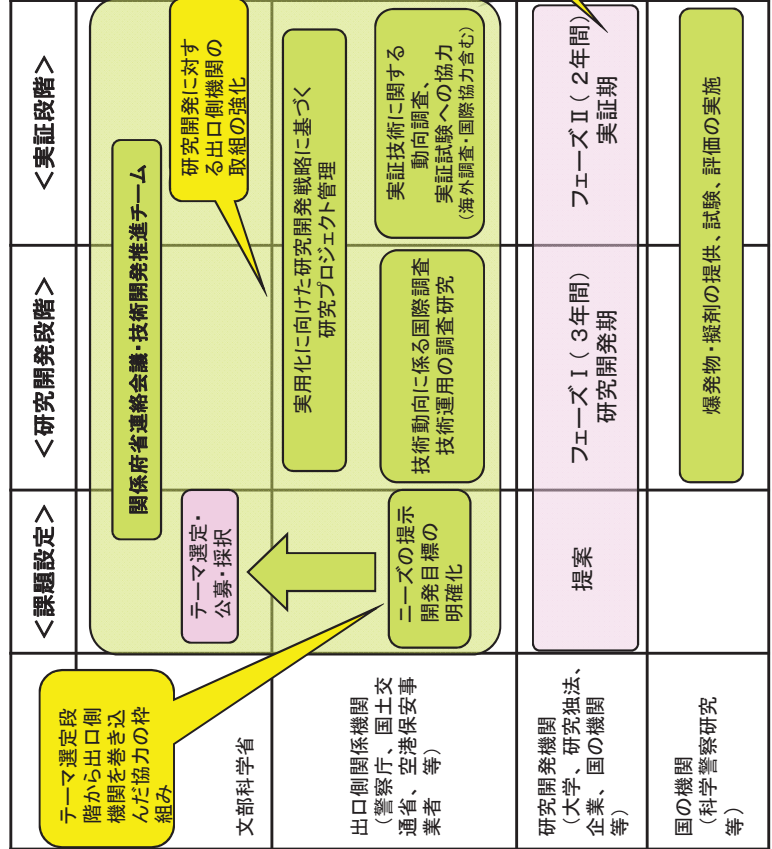 <課題設定>
<研究開発段階>
<実証段階>
テーマ選定段
階から出口側
機関を巻き込
んだ協力の枠
組み
関係府省連絡会議・技術開発推進チーム
文部科学省
テーマ選定・
公募・採択
研究開発に対す
る出口側機関の
取組の強化
出口側関係機関
(警察庁、国土交
通省、空港保安事
業者 等)
ニーズの提示
開発目標の
明確化
実用化に向けた研究開発戦略に基づく
研究プロジェクト管理
技術動向に係る国際調査
技術運用の調査研究
実証技術に関する
動向調査、
実証試験への協力
(海外調査・国際協力含む)
研究開発機関
(大学、研究独法、
企業、国の機関
等)
提案
フェーズⅠ(3年間)
研究開発期
フェーズⅡ(2年間)
実証期
国の機関
(科学警察研究
等)
爆発物・擬剤の提供、試験、評価の実施